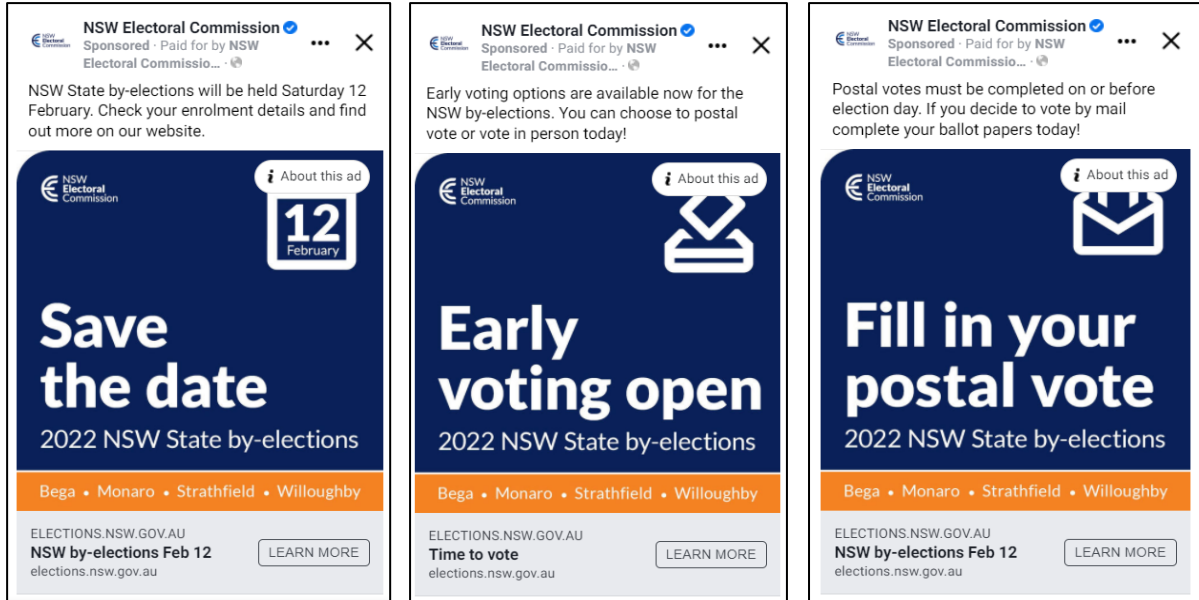 NSW Electoral Commission
Sponsored · Paid for by NSW
Electoral Commissio... ·
NSW State by-elections will be held Saturday 12
February. Check your enrolment details and find
out more on our website.
NSW
Electoral
Commission
i About this ad
12
February
Save
the date
2022 NSW State by-elections
Bega • Monaro • Strathfield • Willoughby
ELECTIONS.NSW.GOV.AU
NSW by-elections Feb 12
elections.nsw.gov.au
LEARN MORE
NSW Electoral Commission
Sponsored · Paid for by NSW
Electoral Commissio... ·
Early voting options are available now for the
NSW by-elections. You can choose to postal
vote or vote in person today!
NSW
Electoral
Commission
i About this ad
Early
voting open
2022 NSW State by-elections
Bega • Monaro • Strathfield • Willoughby
ELECTIONS.NSW.GOV.AU
Time to vote
elections.nsw.gov.au
LEARN MORE
NSW Electoral Commission
Sponsored · Paid for by NSW
Electoral Commissio... ·
Postal votes must be completed on or before
election day. If you decide to vote by mail
complete your ballot papers today!
NSW
Electoral
Commission
i About this ad
Fill in your
postal vote
2022 NSW State by-elections
Bega • Monaro • Strathfield • Willoughby
ELECTIONS.NSW.GOV.AU
NSW by-elections Feb 12
elections.nsw.gov.au
LEARN MORE